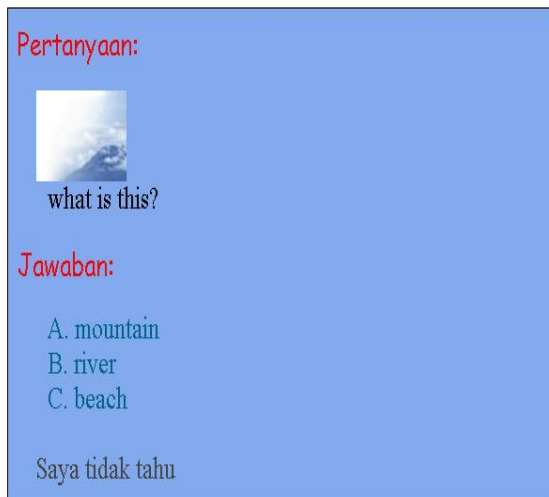 Pertanyaan:
what is this?
Jawaban:
A. mountain
B. river
C. beach
Saya tidak tahu